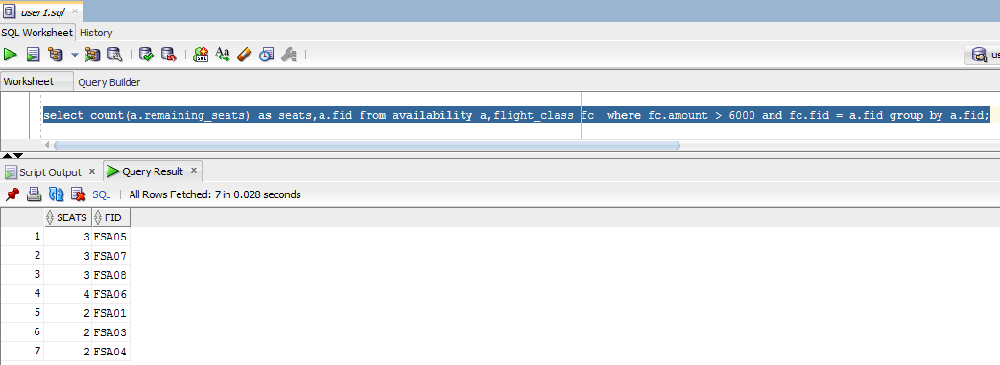 user1.sql ×
SQL Worksheet History
SQL Aa
us
Worksheet Query Builder
select count(a.remaining_seats) as seats,a.fid from availability a,flight_class fc  where fc.amount > 6000 and fc.fid = a.fid group by a.fid;
Script Output × Query Result ×
SQL All Rows Fetched: 7 in 0.028 seconds
SEATS FID
1 3 FSA05
2 3 FSA07
3 3 FSA08
4 4 FSA06
5 2 FSA01
6 2 FSA03
7 2 FSA04